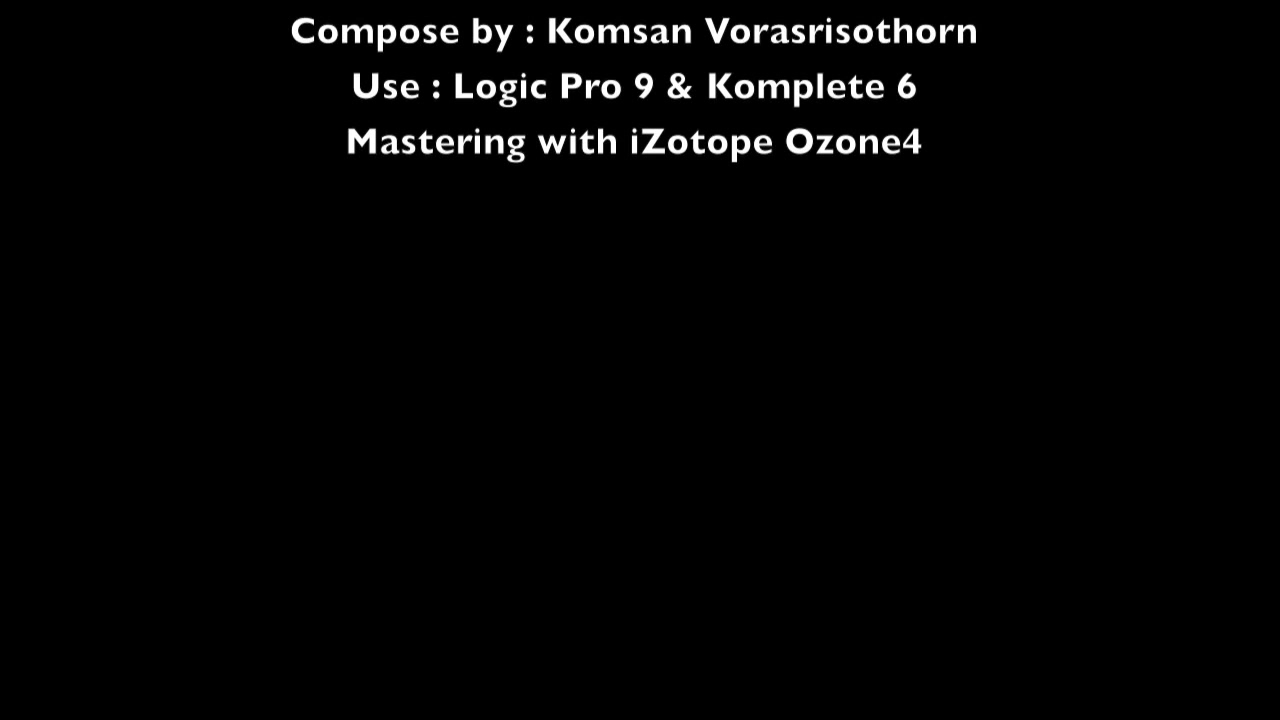 Compose by : Komsan Vorasrisothorn
Use : Logic Pro 9 & Komplete 6
Mastering with iZotope Ozone4